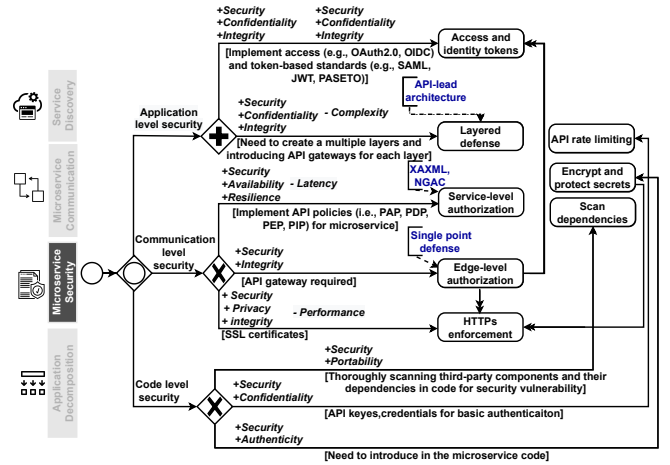 +Security
+Confidentiality
+Integrity
+Security
+Confidentiality
+Integrity
Access and
identity tokens
[Implement access (e.g., OAuth2.0, OIDC)
and token-based standards (e.g., SAML,
JWT, PASETO)]
API-lead
architecture
Service
Discovery
Application
level security
+Security
+Confidentiality
+Integrity
- Complexity
Layered
defense
API rate limiting
[Need to create a multiple layers and
introducing API gateways for each layer]
XAXML,
NGAC
Encrypt and
protect secrets
Microservice
Communication
+Security
+Availability
+Resilience
- Latency
Service-level
authorization
Scan
dependencies
[Implement API policies (i.e., PAP, PDP,
PEP, PIP) for microservice]
Single point
defense
Communication
level security
+Security
+Integrity
Microservice
Security
Edge-level
authorization
[API gateway required]
+ Security
+ Privacy
+ integrity
- Performance
HTTPs
enforcement
[SSL certificates]
Application
Decomposition
+Security
+Portability
[Thoroughly scanning third-party components and their
dependencies in code for security vulnerability]
Code level
security
+Security
+Confidentiality
[API keyes,credentials for basic authenticaiton]
+Security
+Authenticity
[Need to introduce in the microservice code]